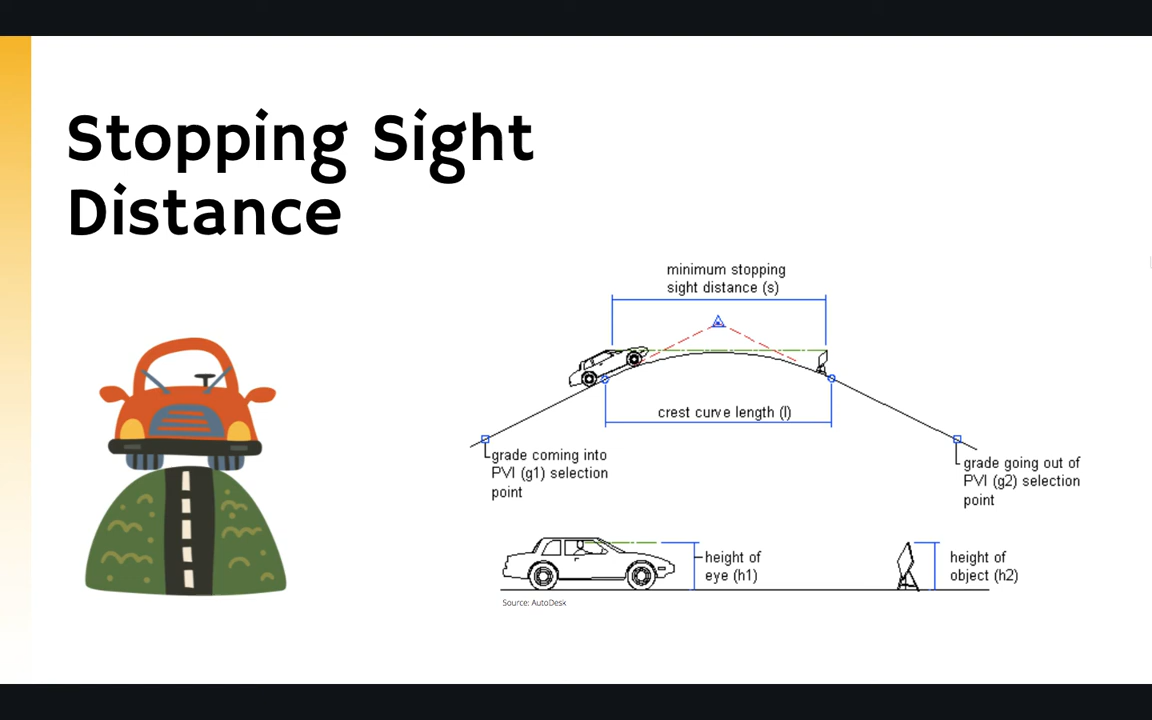 Stopping Sight
Distance
minimum stopping
sight distance (s)
crest curve length (l)
grade coming into
PVI (g1) selection
point
grade going out of
PVI (g2) selection
point
height of
eye (h1)
height of
object (h2)
Source: AutoDesk